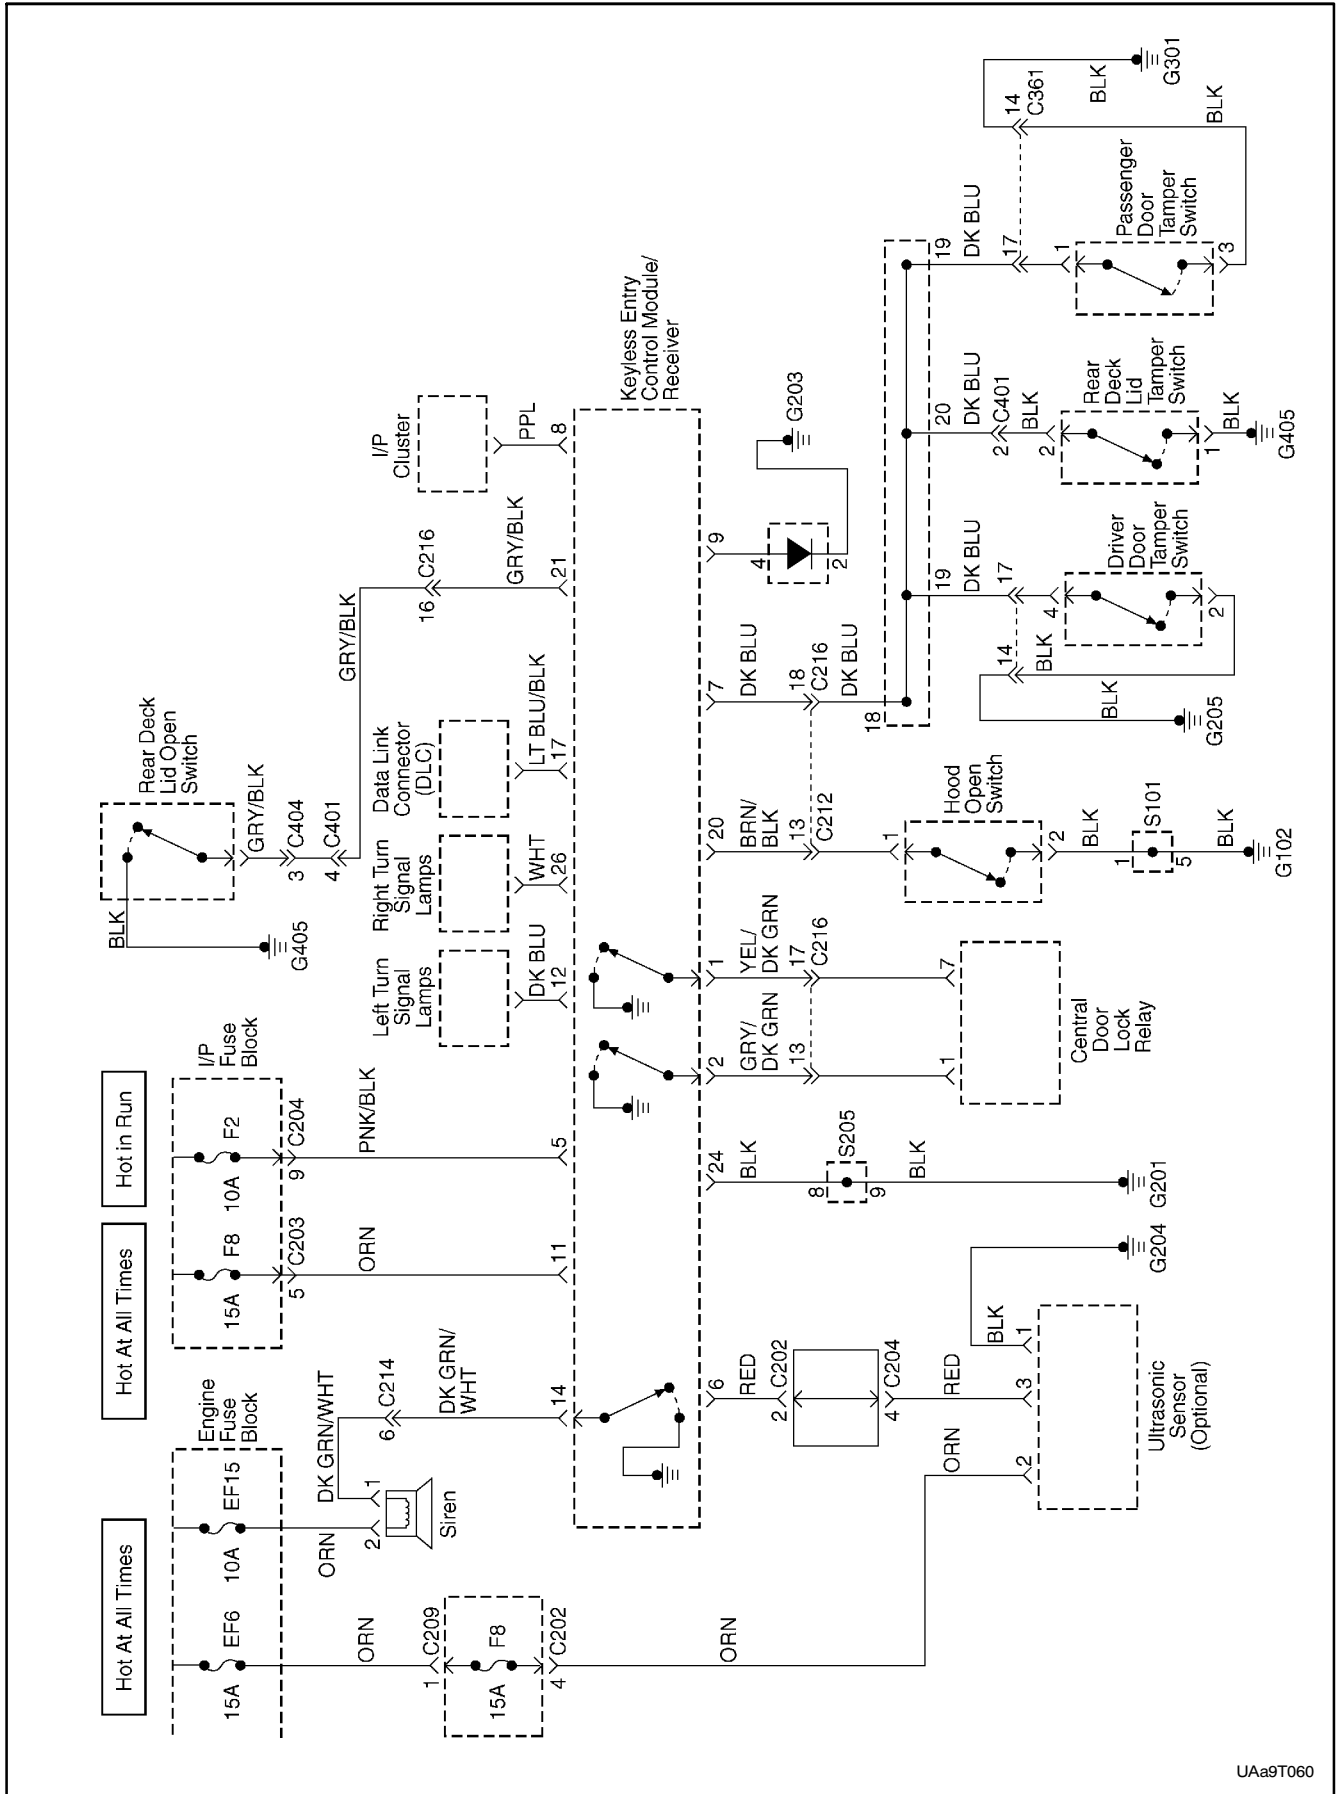 Hot At All Times
Hot At All Times
Hot in Run
Engine
Fuse
Block
I/P
Fuse
Block
EF6
15A
EF15
10A
F8
15A
F2
10A
5
C203
9
C204
ORN
ORN
DK GRN/WHT
2
1
Siren
6
C214
DK GRN/
WHT
14
ORN
11
PNK/BLK
5
1
C209
F8
15A
4
C202
ORN
Left Turn
Signal
Lamps
DK BLU
12
Right Turn
Signal
Lamps
WHT
26
Data Link
Connector
(DLC)
LT BLU/BLK
17
Rear Deck
Lid Open
Switch
BLK
G405
GRY/BLK
3
C404
4
C401
GRY/BLK
16
C216
GRY/BLK
21
I/P
Cluster
PPL
8
Keyless Entry
Control Module/
Receiver
6
RED
2
C202
4
C204
RED
ORN
2
3
1
BLK
G204
Ultrasonic
Sensor
(Optional)
24
BLK
8
S205
9
BLK
G201
2
GRY/
DK GRN
13
1
YEL/
DK GRN
17
C216
1
7
Central
Door
Lock
Relay
20
BRN/
BLK
13
C212
1
Hood
Open
Switch
2
BLK
1
S101
5
BLK
G102
7
DK BLU
18
C216
DK BLU
18
9
4
2
G203
19
DK BLU
17
14
BLK
4
Driver
Door
Tamper
Switch
2
BLK
G205
20
DK BLU
2
C401
BLK
2
Rear
Deck
Lid
Tamper
Switch
1
BLK
G405
19
DK BLU
17
14
C361
1
Passenger
Door
Tamper
Switch
3
BLK
BLK
G301
UAa9T060